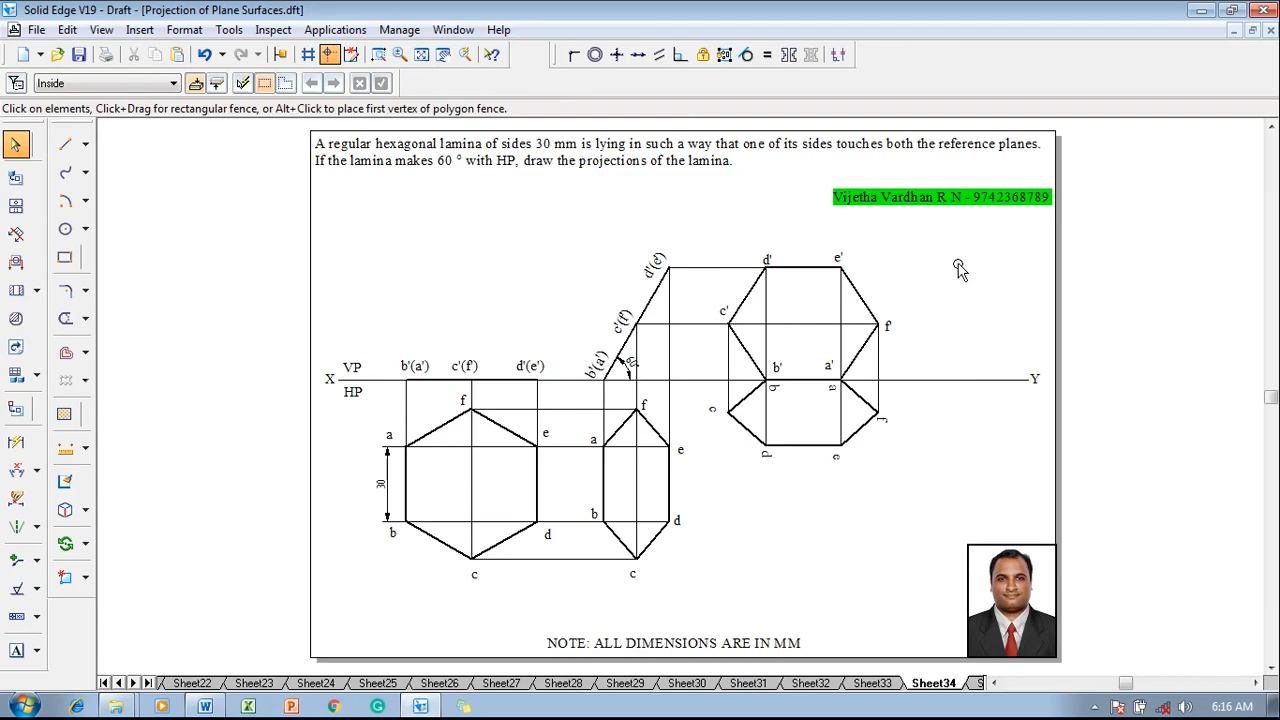 Solid Edge V19 - Draft - [Projection of Plane Surfaces.dft]
File Edit View Insert Format Tools Inspect Applications Manage Window Help
Inside
Click on elements, Click+Drag for rectangular fence, or Alt+Click to place first vertex of polygon fence.
A regular hexagonal lamina of sides 30 mm is lying in such a way that one of its sides touches both the reference planes.
If the lamina makes 60 ° with HP, draw the projections of the lamina.
Vijetha Vardhan R N - 9742368789
d'(e') d' e'
c'(f') c' f'
VP b'(a') c'(f') d'(e') b'(a') 60° b' a'
X Y
HP b a
f f c f
a e a e
d e
30
b d b d
c c
NOTE: ALL DIMENSIONS ARE IN MM
Sheet22 Sheet23 Sheet24 Sheet25 Sheet26 Sheet27 Sheet28 Sheet29 Sheet30 Sheet31 Sheet32 Sheet33 Sheet34 S
6:16 AM